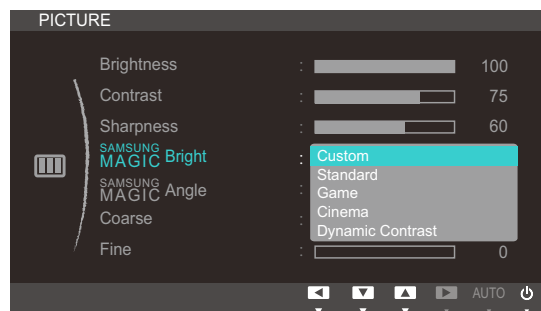 PICTURE
Brightness : 100
Contrast : 75
Sharpness : 60
SAMSUNG MAGIC Bright : Custom
Standard
SAMSUNG MAGIC Angle : Game
Cinema
Coarse : Dynamic Contrast
Fine : 0
AUTO